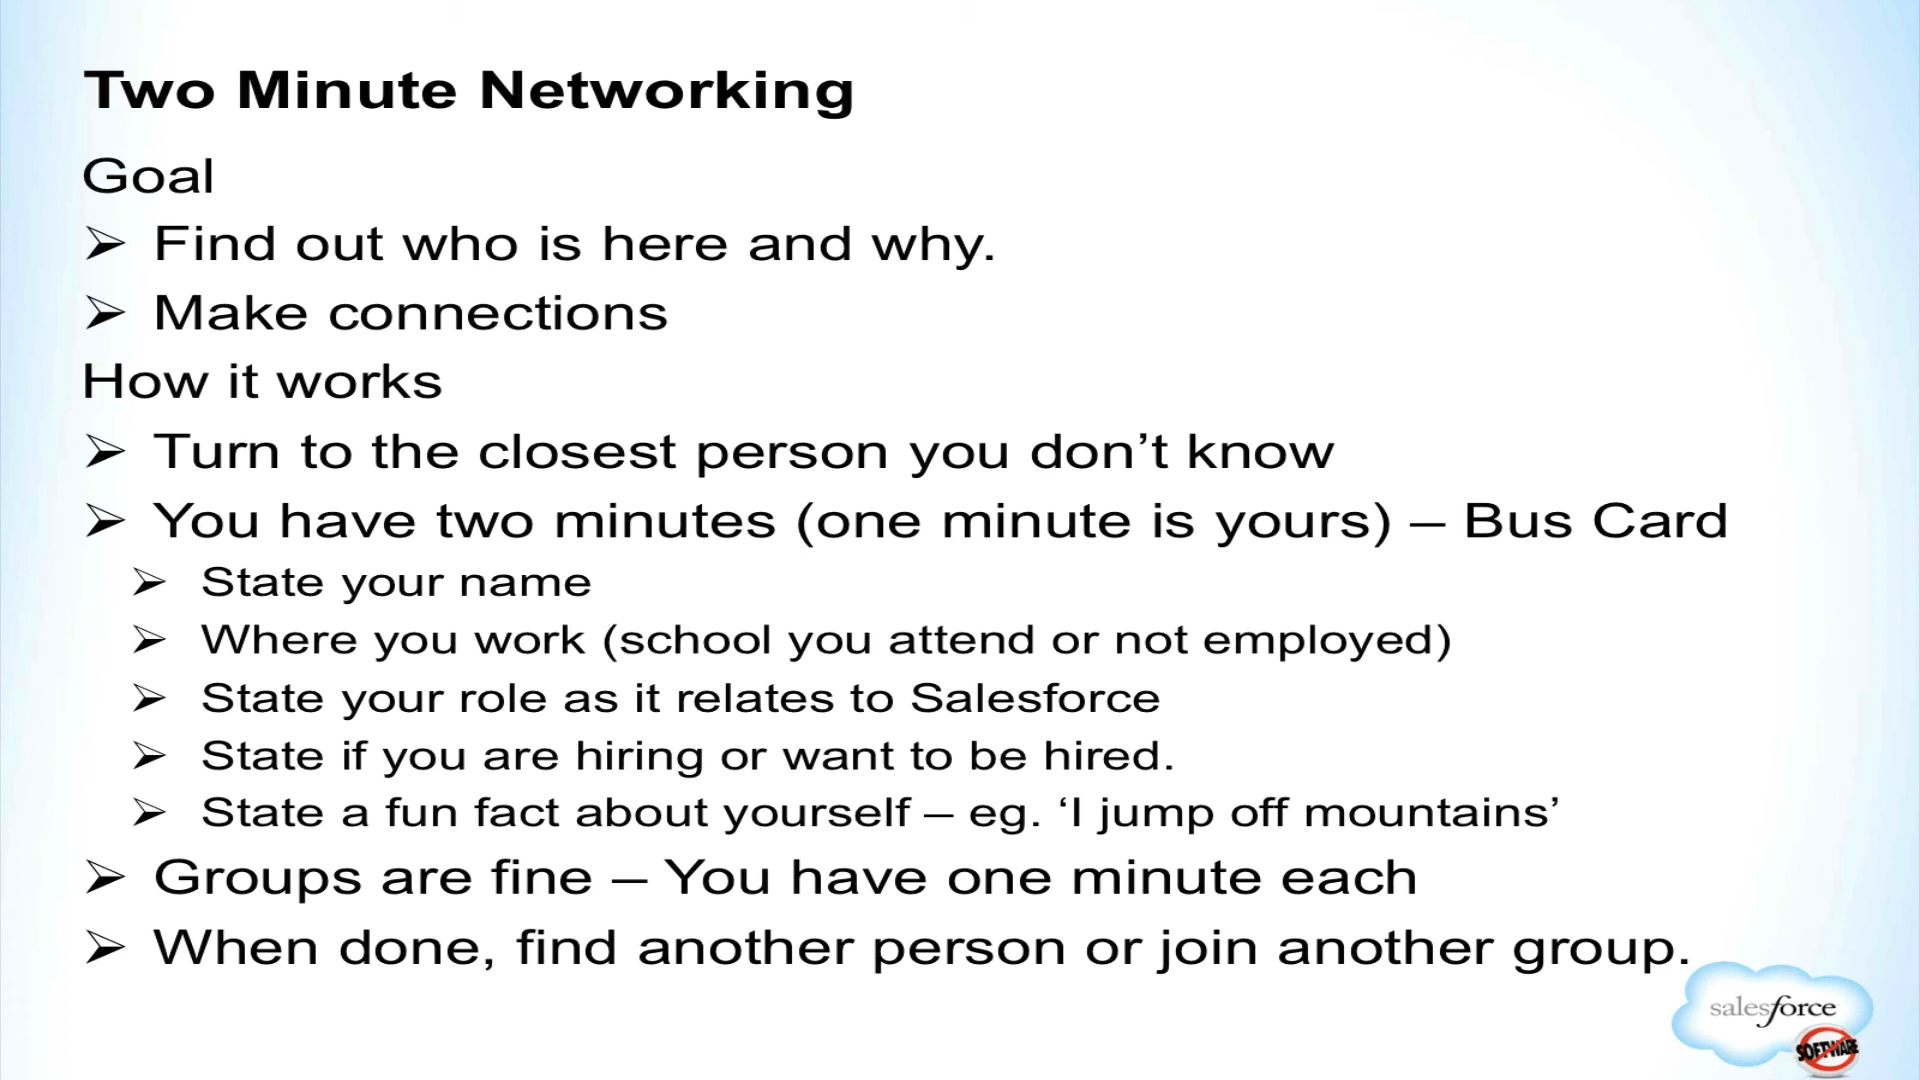 Two Minute Networking
Goal
➢ Find out who is here and why.
➢ Make connections
How it works
➢ Turn to the closest person you don’t know
➢ You have two minutes (one minute is yours) – Bus Card
➢ State your name
➢ Where you work (school you attend or not employed)
➢ State your role as it relates to Salesforce
➢ State if you are hiring or want to be hired.
➢ State a fun fact about yourself – eg. ‘I jump off mountains’
➢ Groups are fine – You have one minute each
➢ When done, find another person or join another group.
salesforce
SOFTWARE